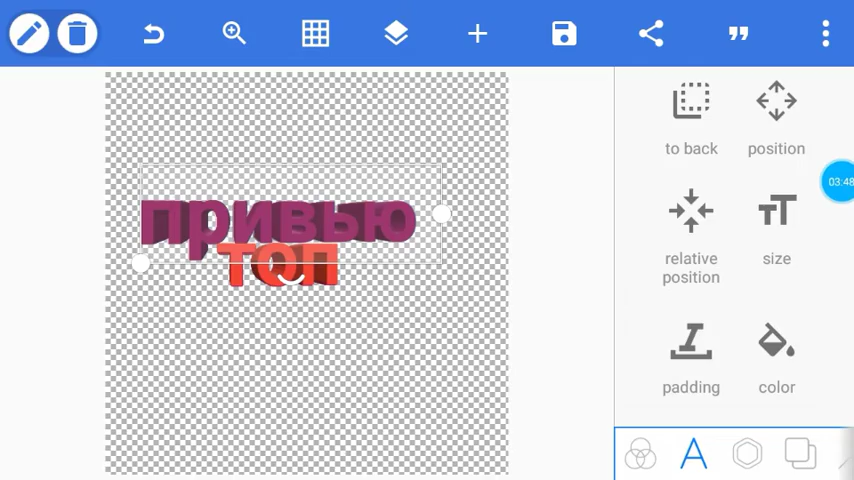 to back
position
03:48
привью
топ
relative position
size
padding
color